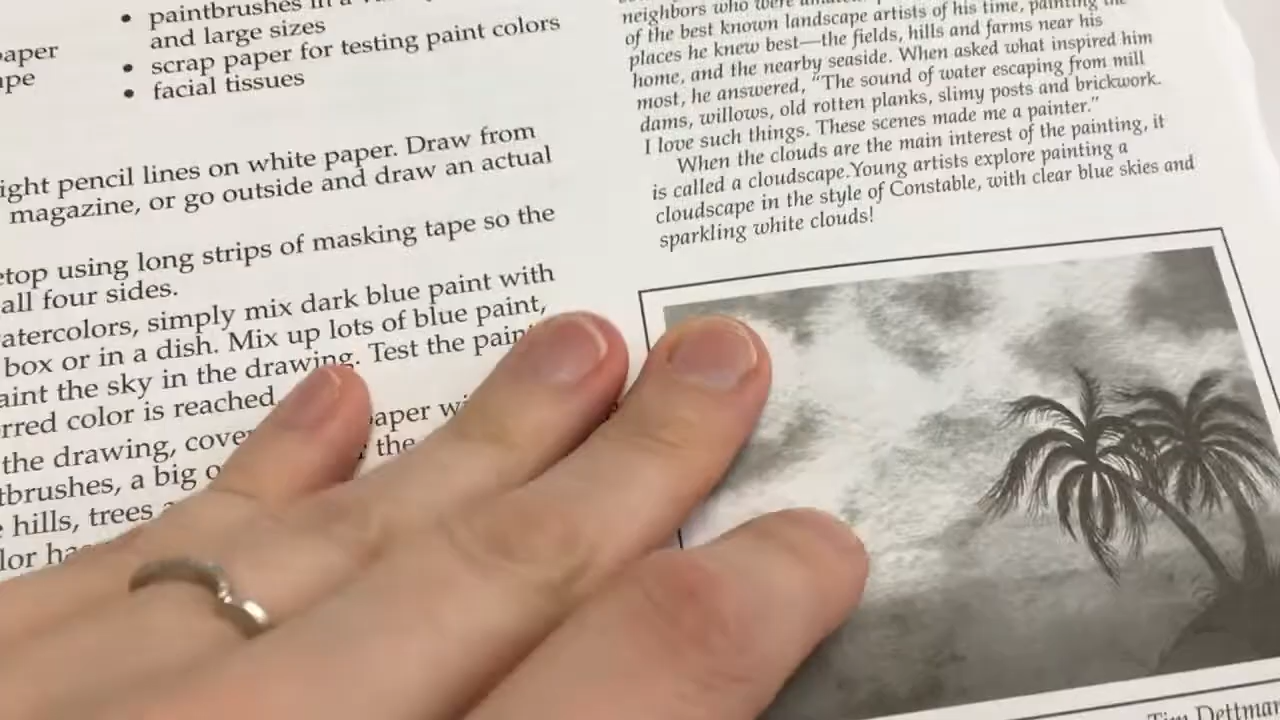 paintbrushes in a
and large sizes
• scrap paper for testing paint colors
• facial tissues
paper
ight pencil lines on white paper. Draw from
magazine, or go outside and draw an actual
etop using long strips of masking tape so the
all four sides.
atercolors, simply mix dark blue paint with
box or in a dish. Mix up lots of blue paint,
aint the sky in the drawing. Test the paint
rred color is reached.
the drawing, cover paper wi
tbrushes, a big the
hills, trees
lor ha
neighbors who were
of the best known landscape artists of his time, painting the
places he knew best—the fields, hills and farms near his
home, and the nearby seaside. When asked what inspired him
most, he answered, “The sound of water escaping from mill
dams, willows, old rotten planks, slimy posts and brickwork.
I love such things. These scenes made me a painter.”
When the clouds are the main interest of the painting, it
is called a cloudscape.Young artists explore painting a
cloudscape in the style of Constable, with clear blue skies and
sparkling white clouds!
Tim Dettman